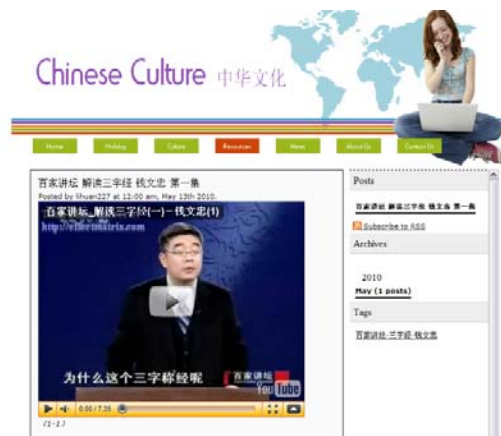 Chinese Culture 中华文化
Home Holiday Culture Resources News About Us Contact Us
百家讲坛 解读三字经 钱文忠 第一集
Posted by lihuan227 at 12:00 am, May 13th 2010.
百家讲坛_解读三字经(一)－钱文忠(1)
http://effectmatrix.com
为什么这个三字称经呢
百家讲坛
YouTube
0:00 / 7:35
(1-1)
Posts
百家讲坛 解读三字经 钱文忠 第一集
Subscribe to RSS
Archives
2010
May (1 posts)
Tags
百家讲坛-三字经-钱文忠